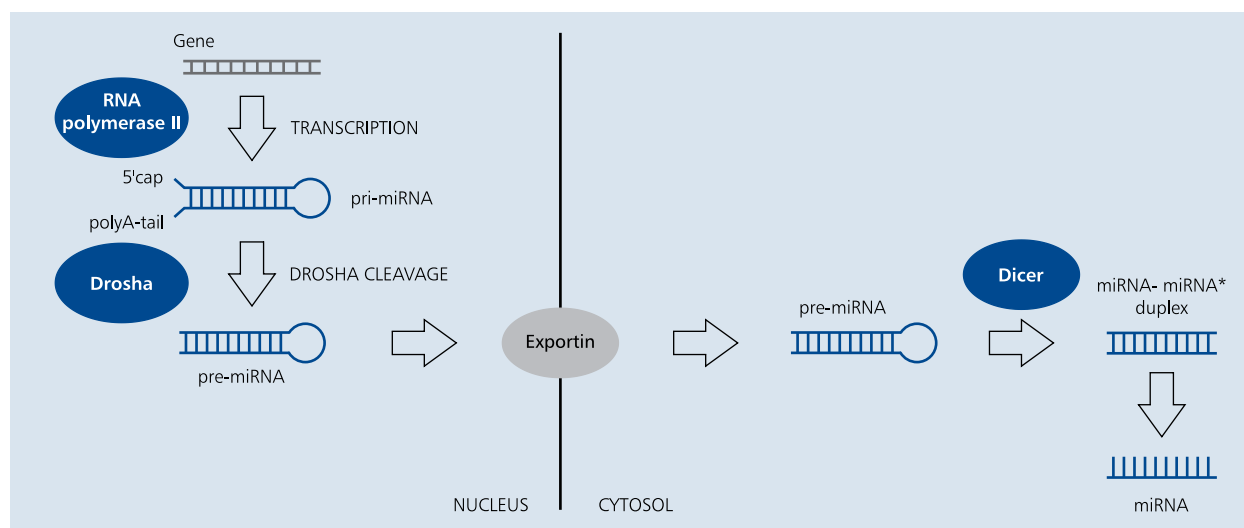 Gene
RNA
polymerase II
TRANSCRIPTION
5'cap
pri-miRNA
polyA-tail
Drosha
DROSHA CLEAVAGE
pre-miRNA
Exportin
pre-miRNA
Dicer
miRNA- miRNA*
duplex
miRNA
NUCLEUS
CYTOSOL